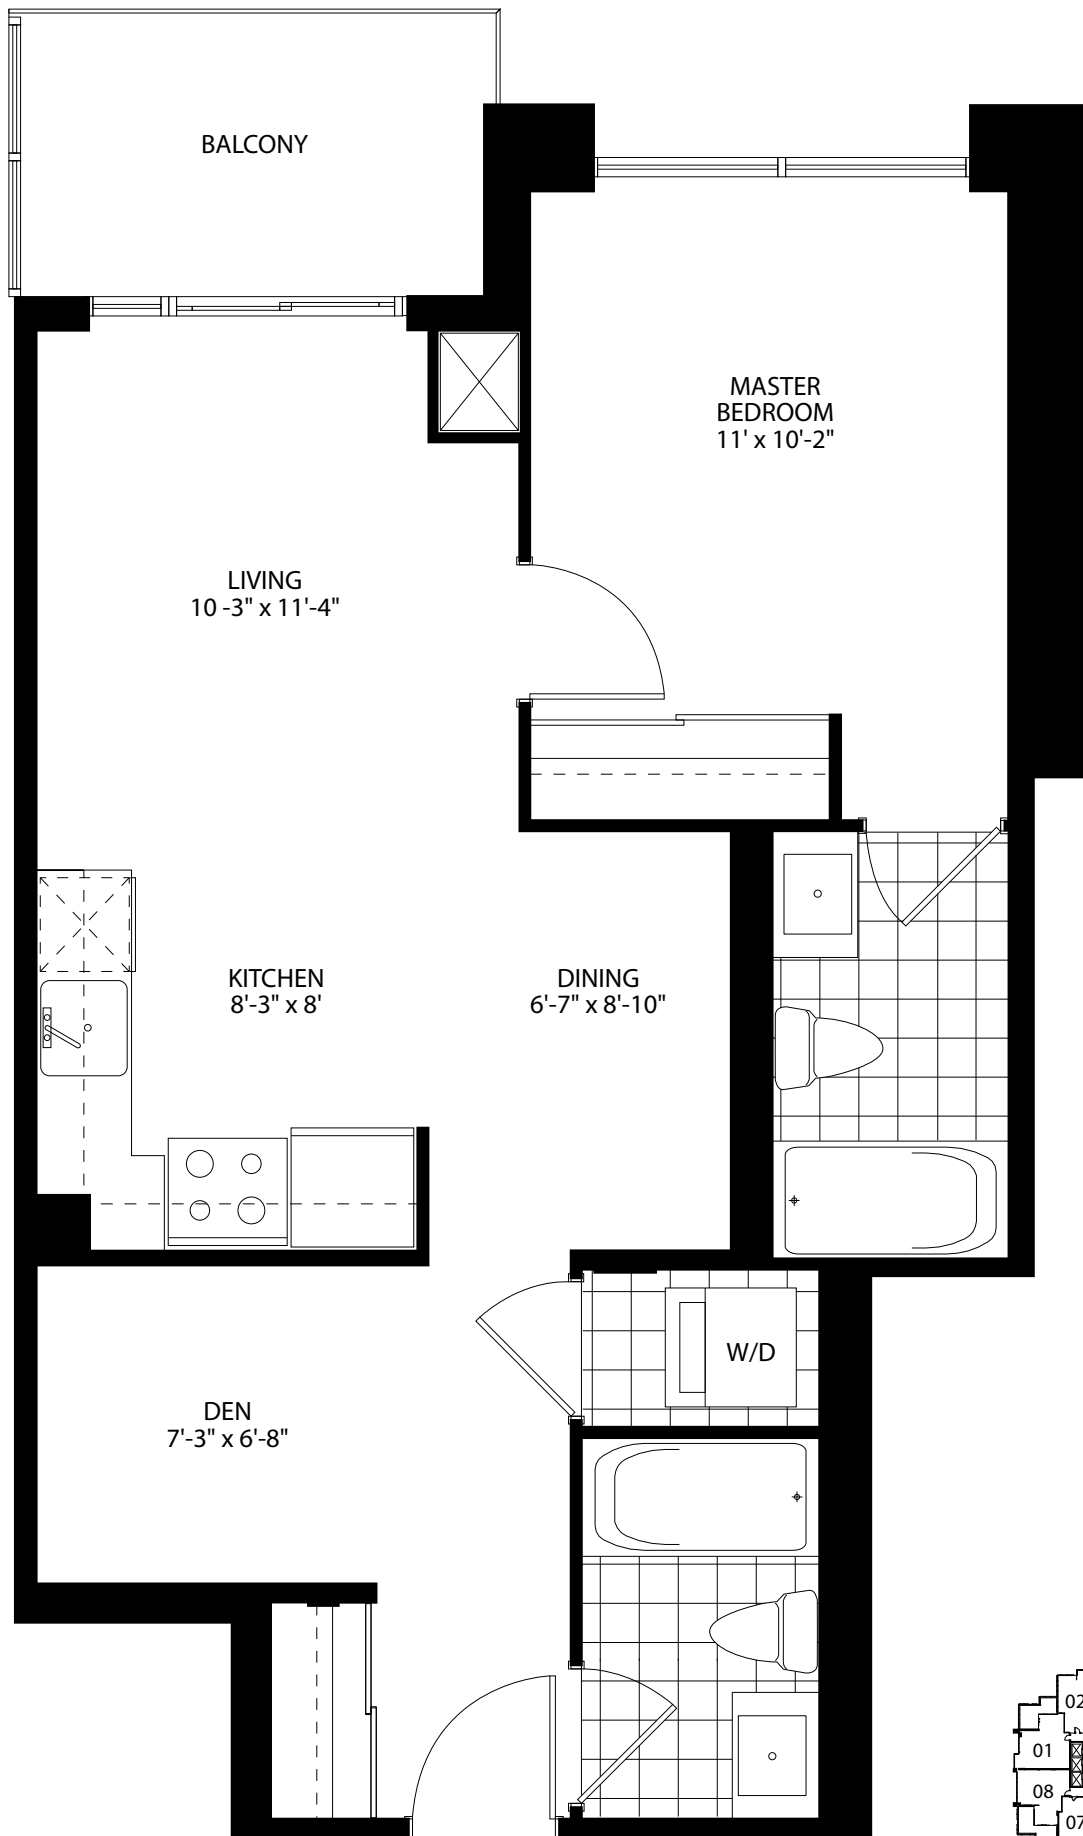 BALCONY
MASTER
BEDROOM
11' x 10'-2"
LIVING
10 -3" x 11'-4"
KITCHEN
8'-3" x 8'
DINING
6'-7" x 8'-10"
W/D
DEN
7'-3" x 6'-8"
02
01
08
07